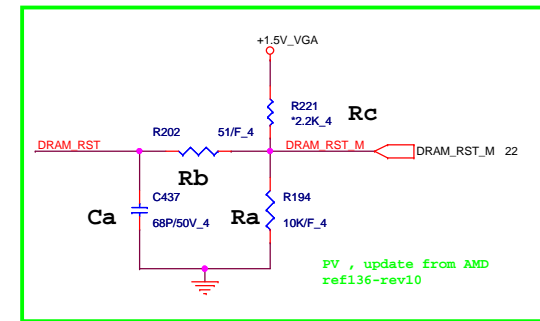 +1.5V_VGA
R221
*2.2K_4
Rc
R202
51/F_4
DRAM_RST
DRAM_RST_M
DRAM_RST_M 22
Rb
C437
R194
Ca
68P/50V_4
Ra
10K/F_4
PV , update from AMD
ref136-rev10